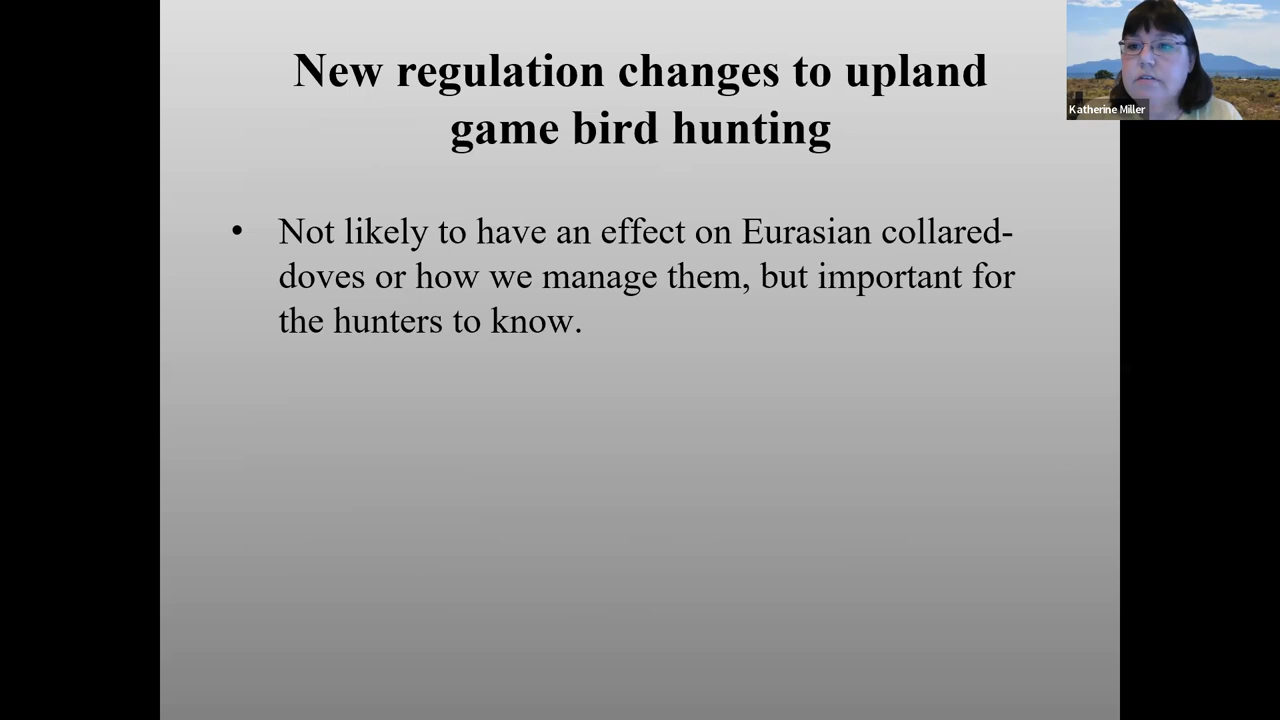 New regulation changes to upland
game bird hunting
Katherine Miller
• Not likely to have an effect on Eurasian collared-
doves or how we manage them, but important for
the hunters to know.